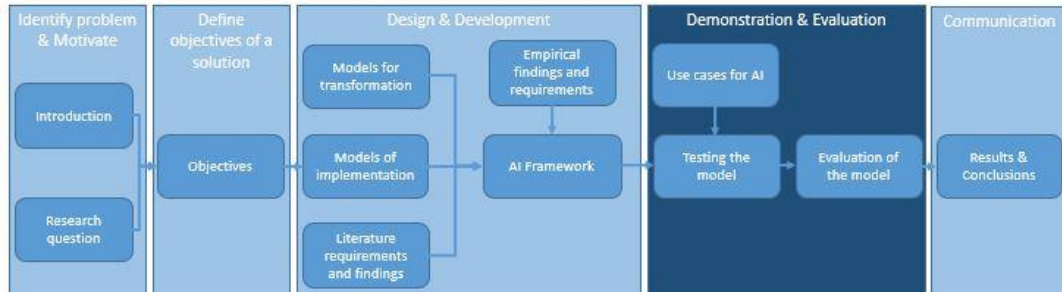 Identify problem
& Motivate
Define
objectives of a
solution
Design & Development
Demonstration & Evaluation
Communication
Introduction
Research
question
Objectives
Models for
transformation
Models of
implementation
Literature
requirements
and findings
Empirical
findings and
requirements
AI Framework
Use cases for AI
Testing the
model
Evaluation of
the model
Results &
Conclusions